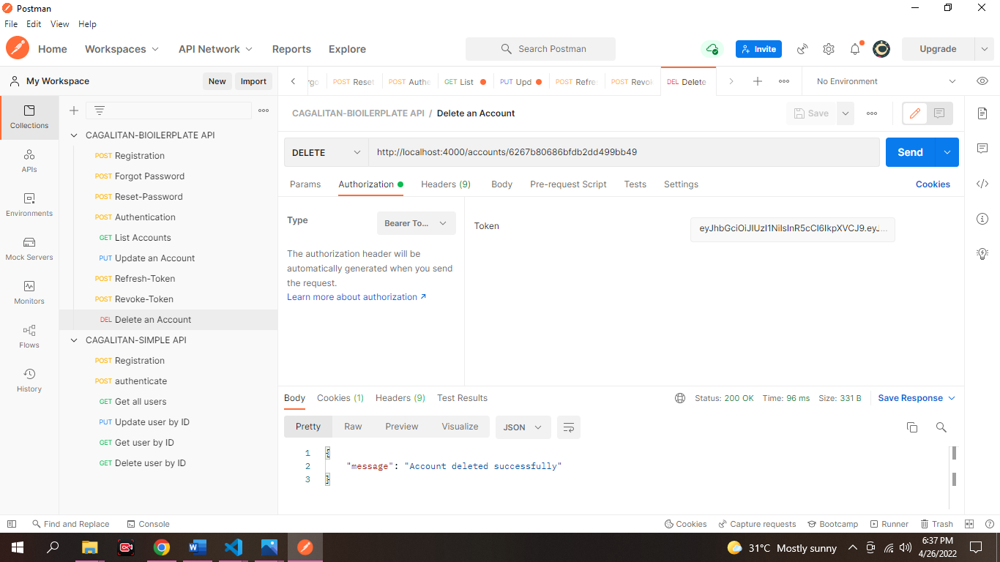 Postman
File Edit View Help
Home Workspaces API Network Reports Explore Search Postman Invite Upgrade
My Workspace New Import
POST Reset POST Authe GET List PUT Upd POST Refre POST Revok DEL Delete No Environment
Collections
APIs
Environments
Mock Servers
Monitors
Flows
History
CAGALITAN-BIOILERPLATE API
POST Registration
POST Forgot Password
POST Reset-Password
POST Authentication
GET List Accounts
PUT Update an Account
POST Refresh-Token
POST Revoke-Token
DEL Delete an Account
CAGALITAN-SIMPLE API
POST Registration
POST authenticate
GET Get all users
PUT Update user by ID
GET Get user by ID
GET Delete user by ID
CAGALITAN-BIOILERPLATE API / Delete an Account Save
DELETE http://localhost:4000/accounts/6267b80686bfdb2dd499bb49 Send
Params Authorization Headers (9) Body Pre-request Script Tests Settings Cookies
Type Bearer To...
The authorization header will be
automatically generated when you send
the request.
Learn more about authorization ↗
Token eyJhbGciOiJIUzI1NiIsInR5cCI6IkpXVCJ9.eyJ...
Body Cookies (1) Headers (9) Test Results Status: 200 OK Time: 96 ms Size: 331 B Save Response
Pretty Raw Preview Visualize JSON
1 {
2 "message": "Account deleted successfully"
3 }
Find and Replace Console Cookies Capture requests Bootcamp Runner Trash
31°C Mostly sunny 6:37 PM
4/26/2022